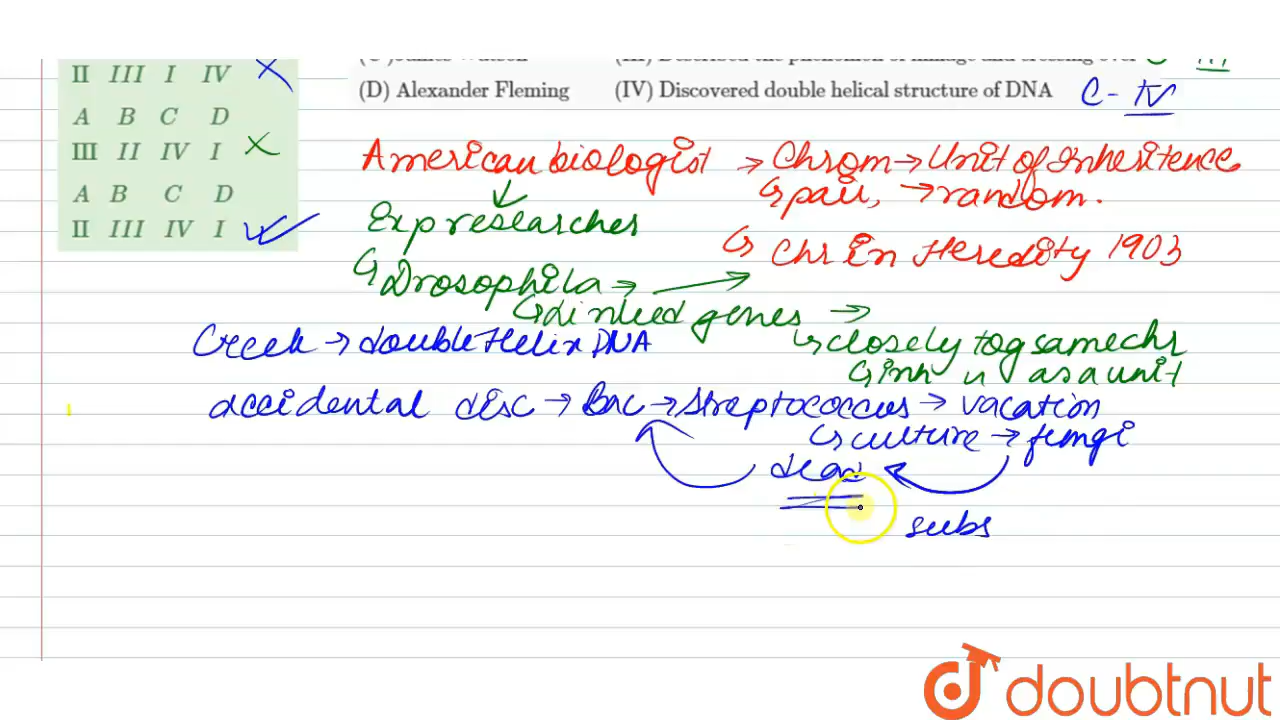 II III I IV X
A B C D
III II IV I X
A B C D
II III IV I
(D) Alexander Fleming (IV) Discovered double helical structure of DNA C - IV
American biologist → Chrom → Unit of Inheritence
↳ pair, → random.
Exp researches
↳ Chr in Heredity 1903
↳ Drosophila →
↳ linked genes →
Creek → double Helix DNA
↳ closely tog same chr
↳ inh as a unit
accidental disc → Bac → Streptococcus → vacation
↳ culture → fungi
dead
subs
doubtnut